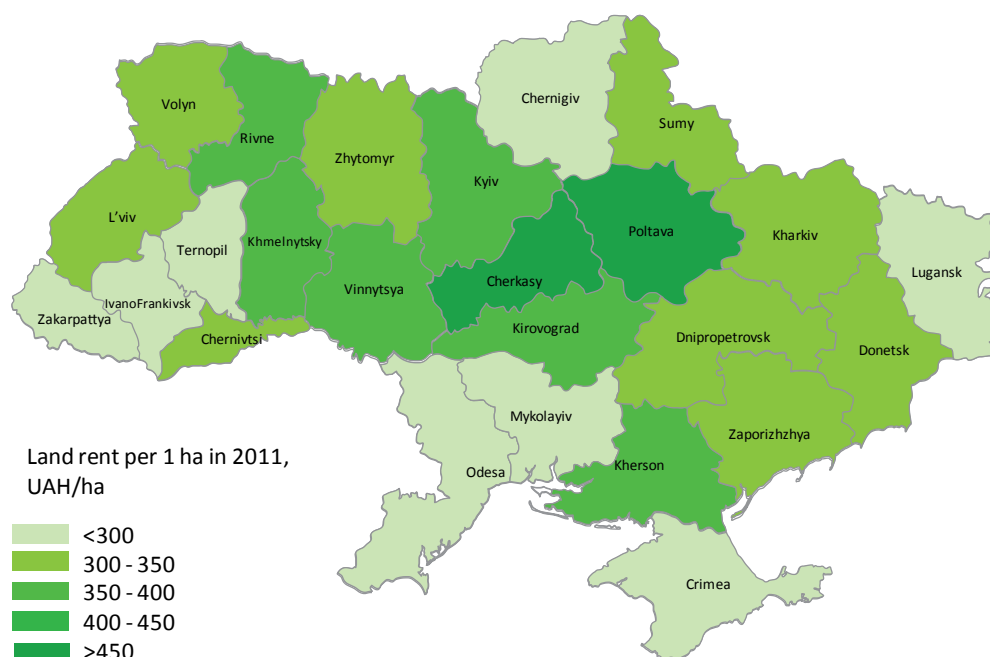 Chernigiv
Volyn
Sumy
Rivne
Zhytomyr
Kyiv
L'viv
Poltava
Kharkiv
Ternopil
Khmelnytsky
Lugansk
Vinnytsya
Cherkasy
IvanoFrankivsk
Zakarpattya
Kirovograd
Chernivtsi
Dnipropetrovsk
Donetsk
Mykolayiv
Zaporizhzhya
Odesa
Kherson
Crimea
Land rent per 1 ha in 2011,
UAH/ha
<300
300 - 350
350 - 400
400 - 450
>450